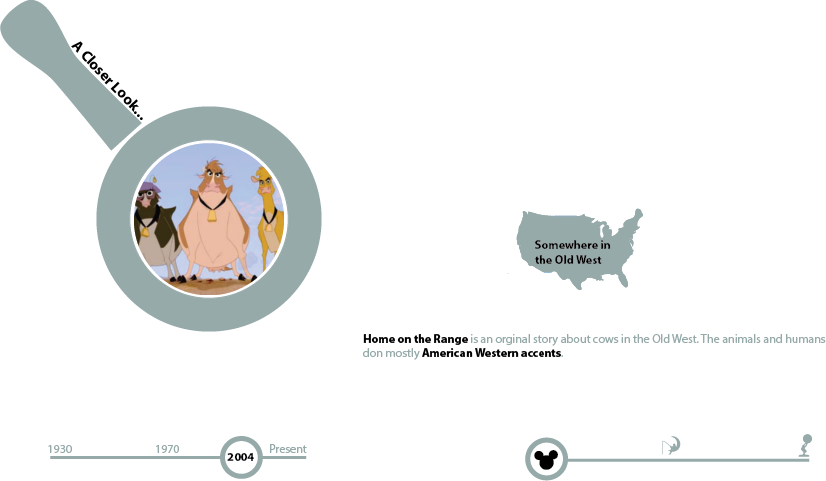 A Closer Look...
Somewhere in
the Old West
Home on the Range is an orginal story about cows in the Old West. The animals and humans
don mostly American Western accents.
1930 1970 2004 Present